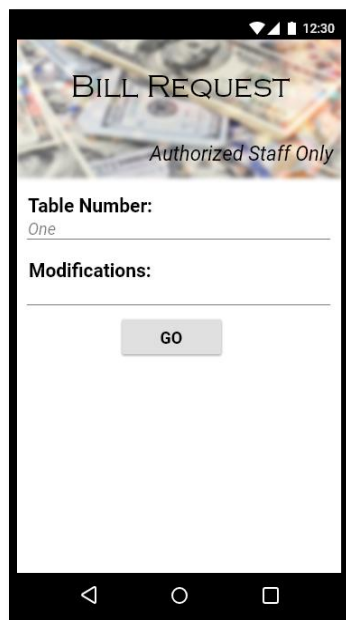 12:30
BILL REQUEST
Authorized Staff Only
Table Number:
One
Modifications:
GO